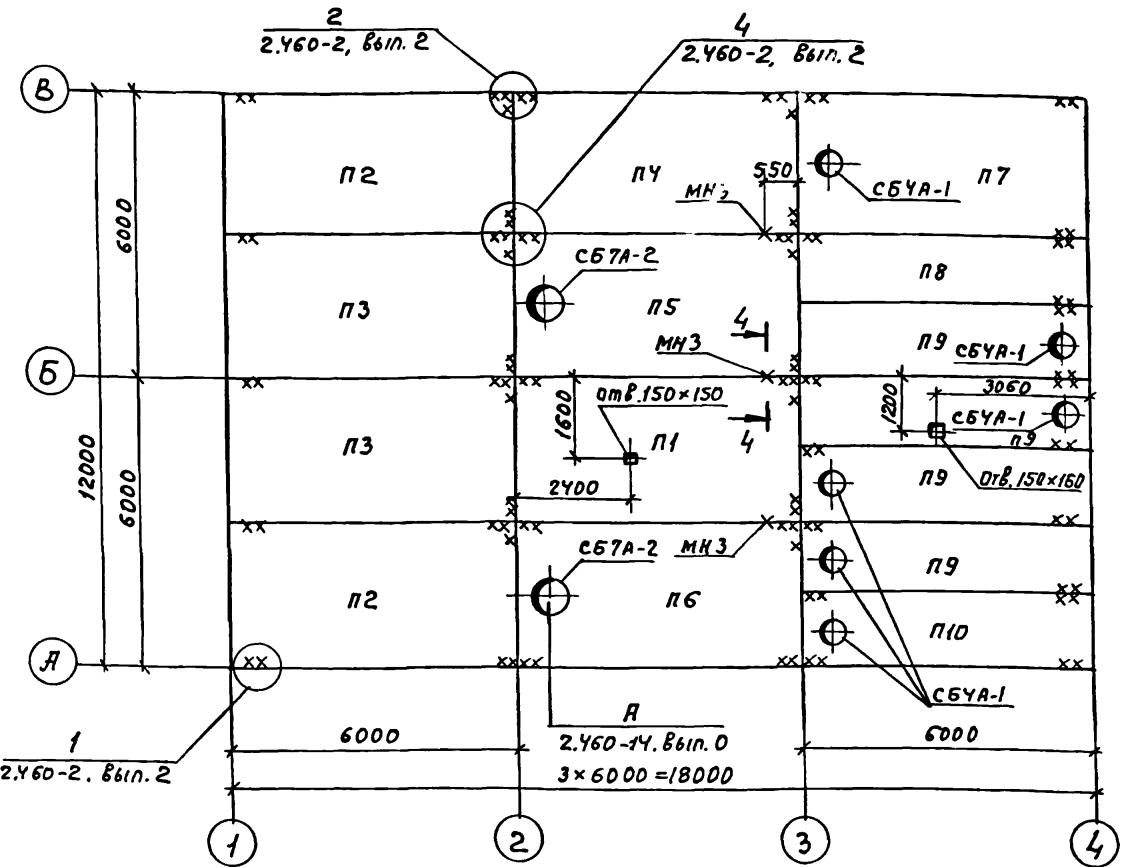 2
2.460-2, вып. 2
4
2.460-2, вып. 2
В
П2
П4
550
МН3
СБ4А-1
П7
6000
СБ7А-2
П8
П3
П5
4
МН3
П9
СБ4А-1
Б
3060
отв. 150×150
1600
1200
СБ4А-1
П3
П1
4
П9
12000
6000
2400
П9
отв. 150×160
СБ7А-2
МН3
П9
П2
П6
П10
А
СБ4А-1
1
2.460-2. вып. 2
6000
А
2.460-14. вып. 0
6000
3×6000=18000
1
2
3
4